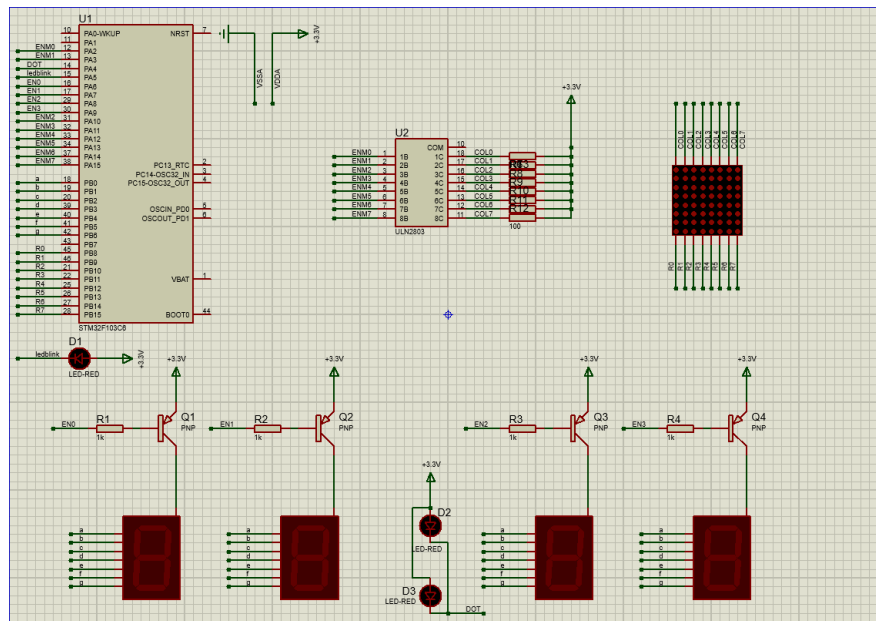 U1
10 PA0-WKUP NRST 7
11 PA1
ENM0 12 PA2
ENM1 13 PA3
DOT 14 PA4
ledblink 15 PA5
EN0 16 PA6
EN1 17 PA7
EN2 29 PA8
EN3 30 PA9
ENM2 31 PA10
ENM3 32 PA11
ENM4 33 PA12
ENM5 34 PA13
ENM6 37 PA14
ENM7 38 PA15
PC13_RTC 2
PC14-OSC32_IN 3
PC15-OSC32_OUT 4
a 18 PB0
b 19 PB1
c 20 PB2
d 39 PB3
e 40 PB4
f 41 PB5
g 42 PB6
43 PB7
R0 45 PB8
R1 46 PB9
R2 21 PB10
R3 22 PB11
R4 25 PB12
R5 26 PB13
R6 27 PB14
R7 28 PB15
OSCIN_PD0 5
OSCOUT_PD1 6
VBAT 1
BOOT0 44
STM32F103C6
VSSA
VDDA
+3.3V
U2
COM 10
ENM0 1 1B 1C 18 COL0
ENM1 2 2B 2C 17 COL1
ENM2 3 3B 3C 16 COL2
ENM3 4 4B 4C 15 COL3
ENM4 5 5B 5C 14 COL4
ENM5 6 6B 6C 13 COL5
ENM6 7 7B 7C 12 COL6
ENM7 8 8B 8C 11 COL7
ULN2803
+3.3V
R8
R9
R10
R11
R12
100
COL0
COL1
COL2
COL3
COL4
COL5
COL6
COL7
R0
R1
R2
R3
R4
R5
R6
R7
D1
ledblink
+3.3V
LED-RED
+3.3V
+3.3V
+3.3V
+3.3V
EN0 R1 1k Q1 PNP
EN1 R2 1k Q2 PNP
EN2 R3 1k Q3 PNP
EN3 R4 1k Q4 PNP
+3.3V
D2
LED-RED
D3
LED-RED
DOT
a
b
c
d
e
f
g
a
b
c
d
e
f
g
a
b
c
d
e
f
g
a
b
c
d
e
f
g